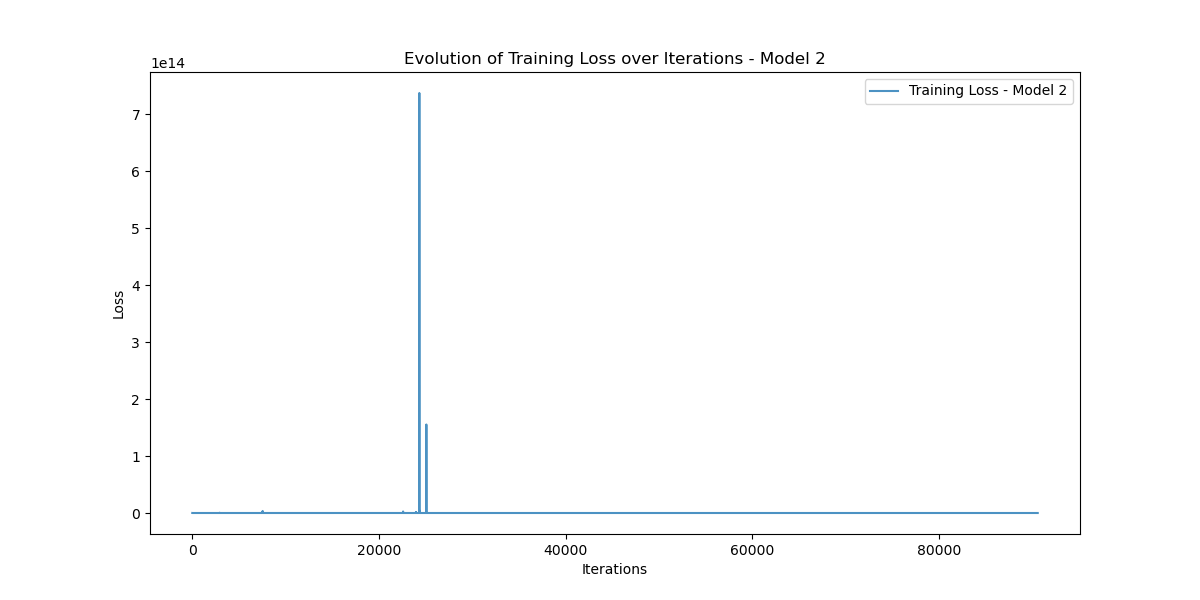 Evolution of Training Loss over Iterations - Model 2
1e14
Training Loss - Model 2
7
6
5
4
3
2
1
0
Loss
0 20000 40000 60000 80000
Iterations